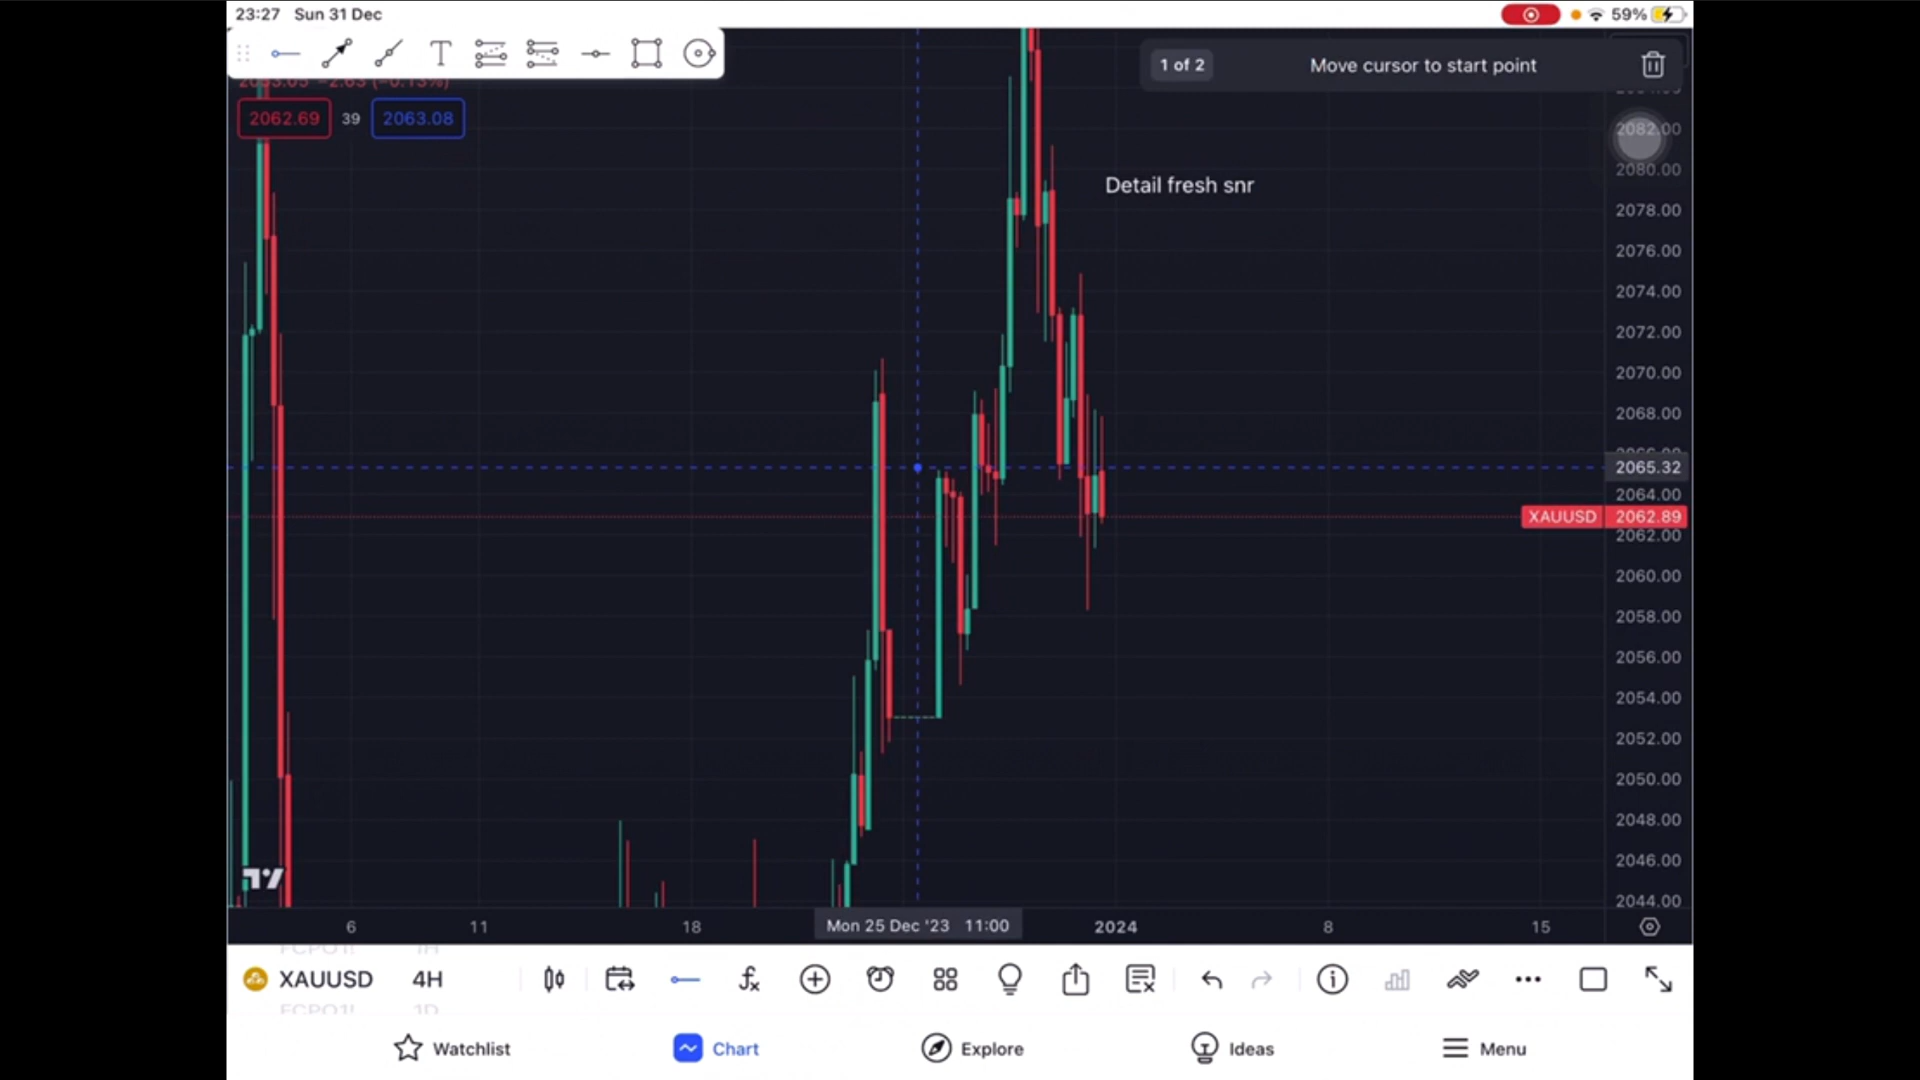 23:27 Sun 31 Dec
59%
1 of 2 Move cursor to start point
2062.69 39 2063.08
2082.00
2080.00
Detail fresh snr
2078.00
2076.00
2074.00
2072.00
2070.00
2068.00
2065.32
2064.00
XAUUSD 2062.89
2062.00
2060.00
2058.00
2056.00
2054.00
2052.00
2050.00
2048.00
2046.00
2044.00
6 11 18 Mon 25 Dec '23 11:00 2024 8 15
XAUUSD 4H
Watchlist Chart Explore Ideas Menu